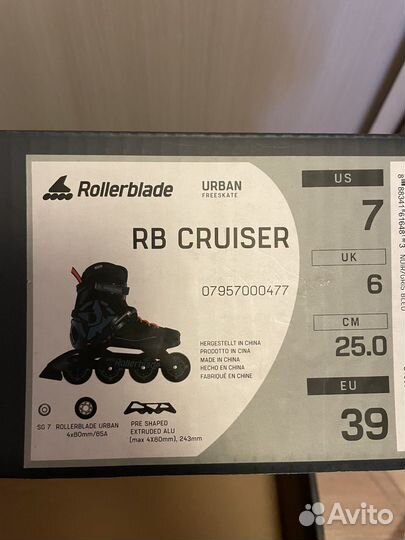 Rollerblade
URBAN
FREESKATE
RB CRUISER
07957000477
HERGESTELLT IN CHINA
PRODOTTO IN CINA
MADE IN CHINA
HECHO EN CHINA
FABRIQUÉ EN CHINE
Rollerblade
SG 7
ROLLERBLADE URBAN
4x80mm/85A
PRE SHAPED
EXTRUDED ALU
(max 4X80mm), 243mm
US
7
UK
6
CM
25.0
EU
39
Avito